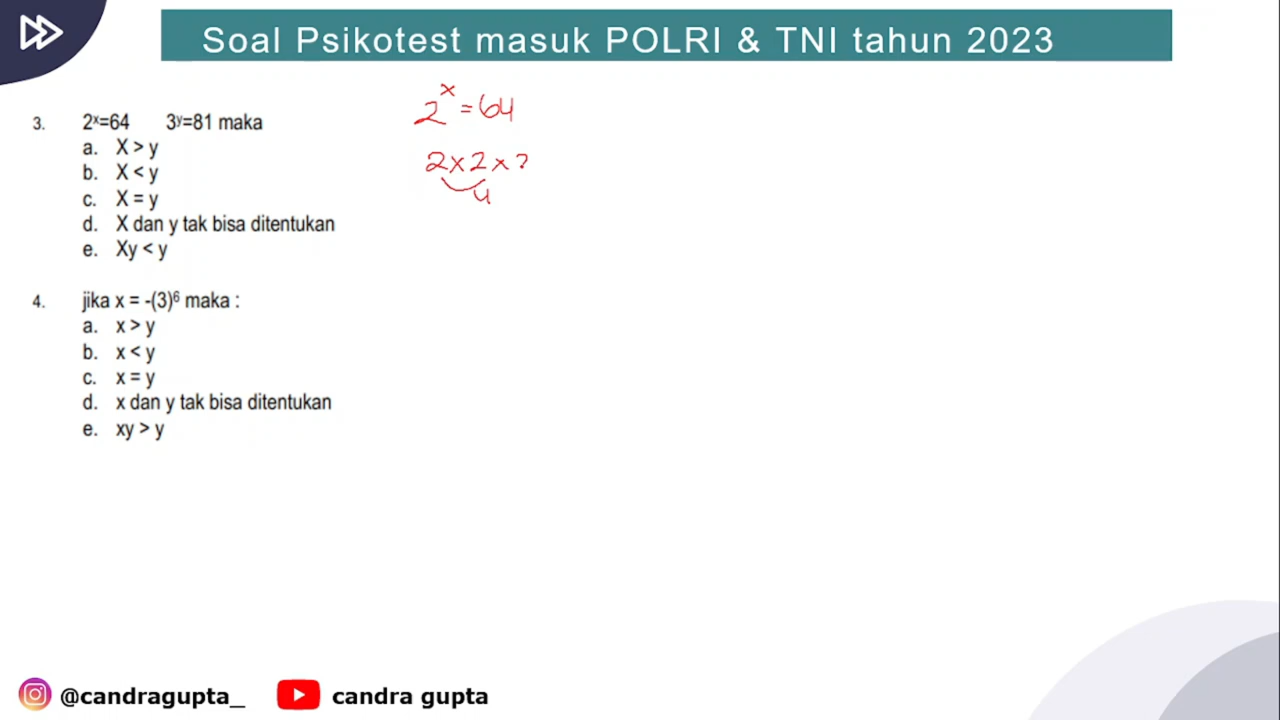 Soal Psikotest masuk POLRI & TNI tahun 2023
3. 2ˣ=64 3ʸ=81 maka
a. X > y
b. X < y
c. X = y
d. X dan y tak bisa ditentukan
e. Xy < y
4. jika x = -(3)⁶ maka :
a. x > y
b. x < y
c. x = y
d. x dan y tak bisa ditentukan
e. xy > y
2ˣ = 64
2 x 2 x 2
4
@candragupta_ candra gupta